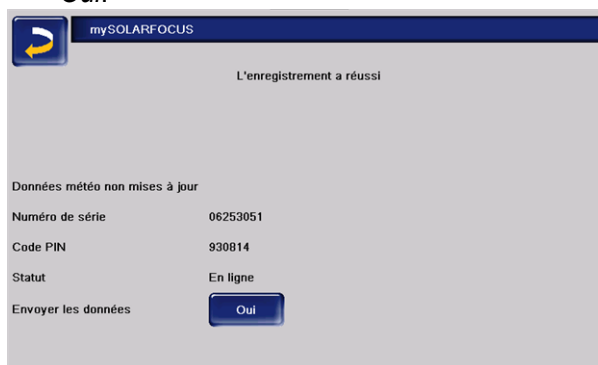 Oui.
mySOLARFOCUS
L'enregistrement a réussi
Données météo non mises à jour
Numéro de série 06253051
Code PIN 930814
Statut En ligne
Envoyer les données Oui